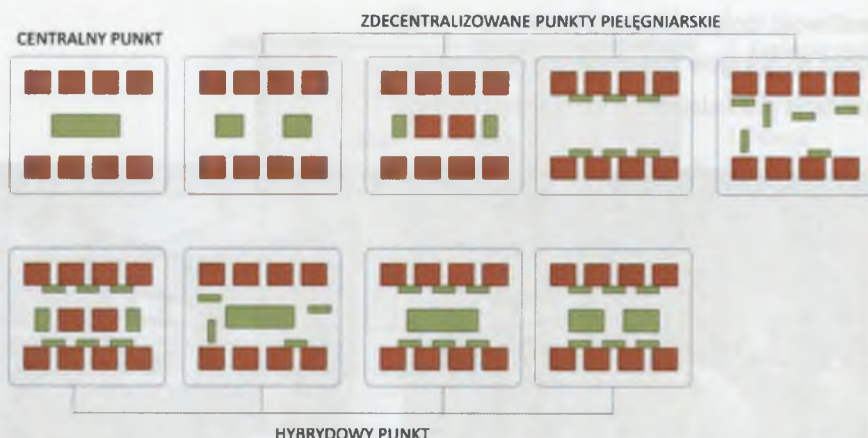 ZDECENTRALIZOWANE PUNKTY PIELĘGNIARSKIE
CENTRALNY PUNKT
HYBRYDOWY PUNKT